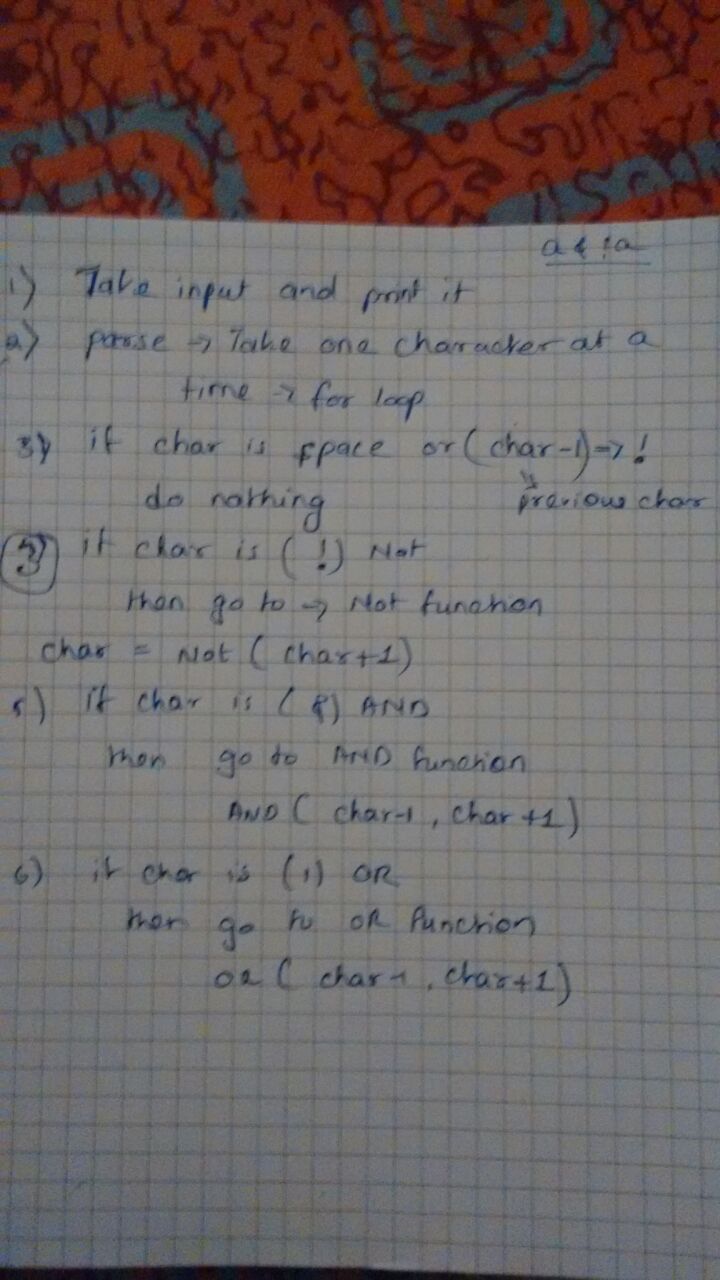 a & !a
1) Take input and print it
2) parse → Take one character at a
time → for loop
3) if char is space or (char-1) => !
do nothing previous char
3) if char is (!) Not
then go to → Not function
char = Not (char+1)
5) if char is (&) AND
then go to AND function
AND (char-1, char+1)
6) if char is (|) OR
then go to OR function
OR (char-1, char+1)